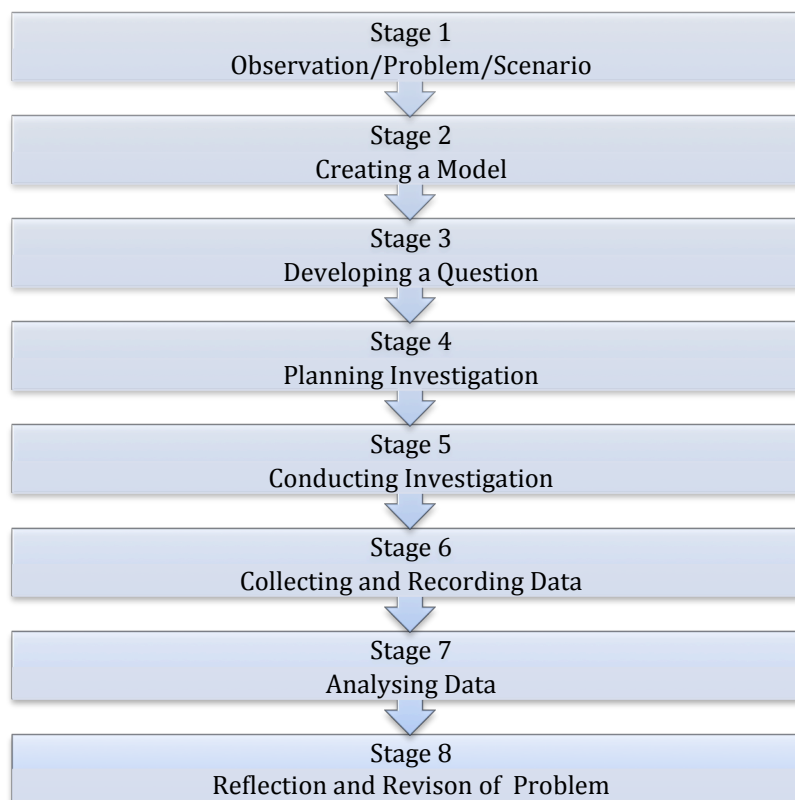 Stage 1
Observation/Problem/Scenario
Stage 2
Creating a Model
Stage 3
Developing a Question
Stage 4
Planning Investigation
Stage 5
Conducting Investigation
Stage 6
Collecting and Recording Data
Stage 7
Analysing Data
Stage 8
Reflection and Revison of Problem